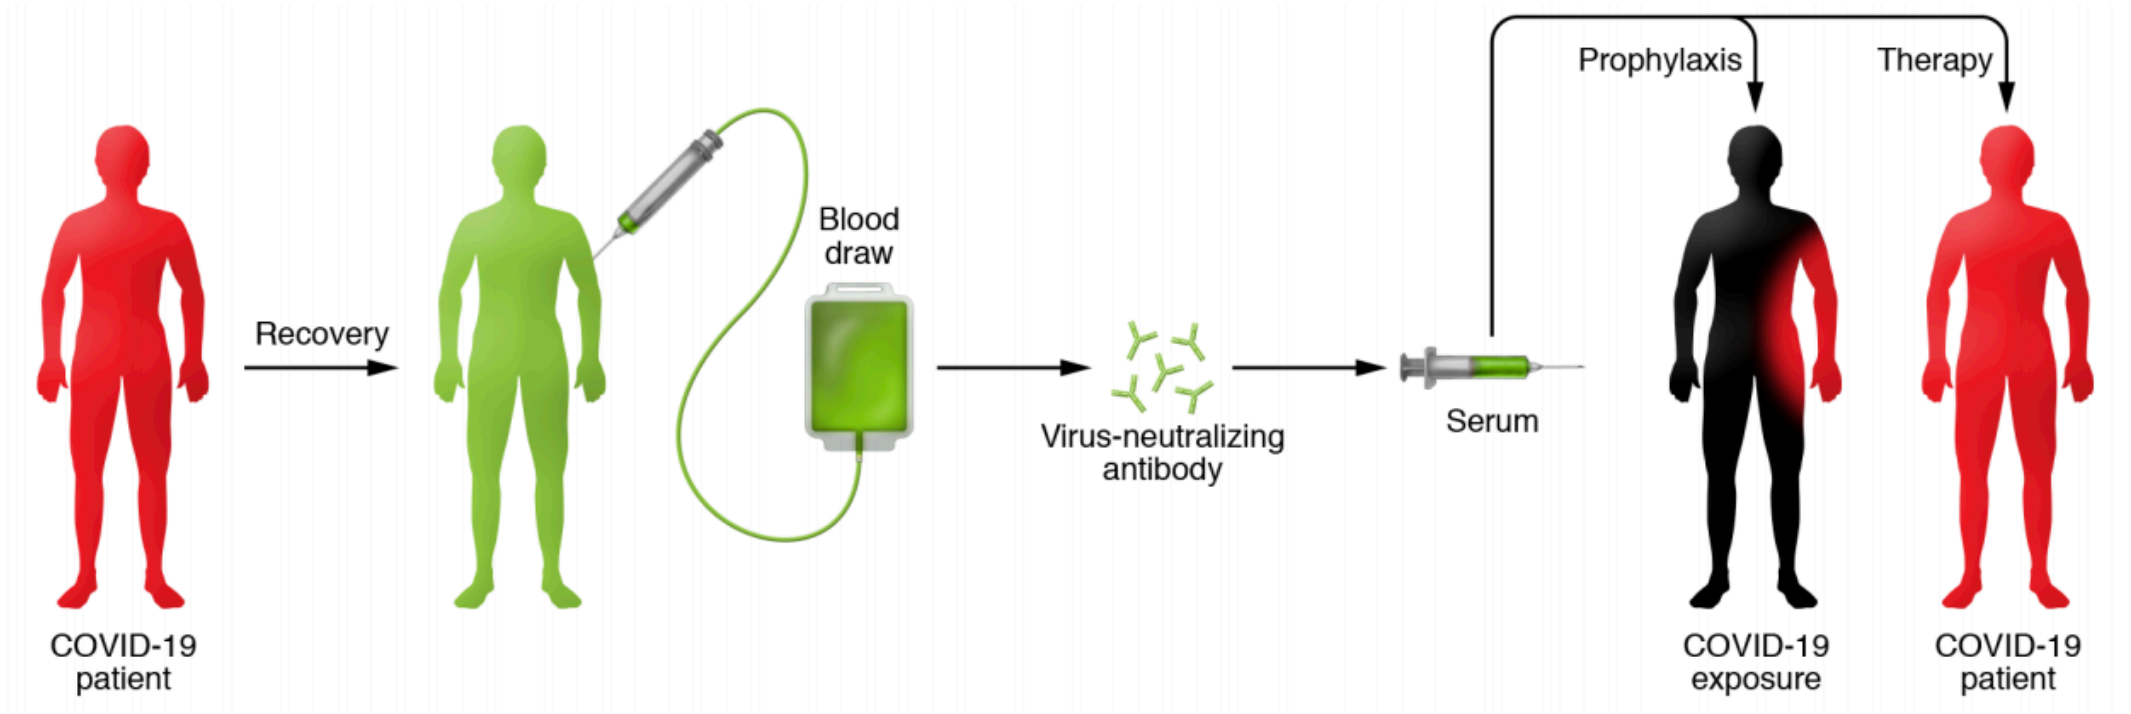 COVID-19
patient
Recovery
Blood
draw
Virus-neutralizing
antibody
Serum
Prophylaxis
Therapy
COVID-19
exposure
COVID-19
patient